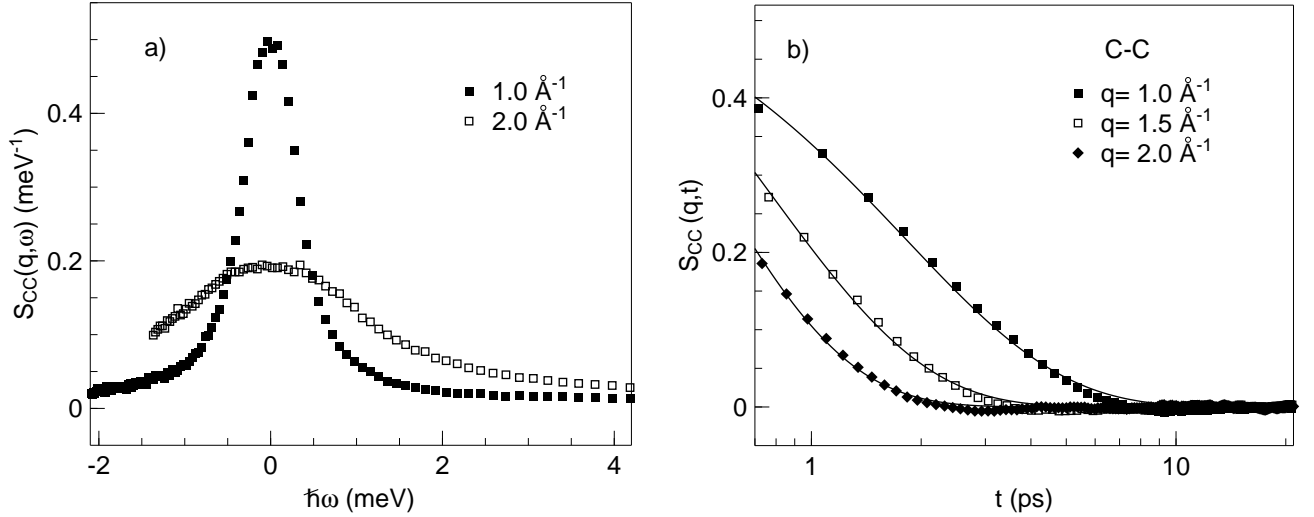 a)
1.0 Å-1
2.0 Å-1
SCC(q,ω) (meV-1)
0.4
0.2
0
-2
0
2
4
ħω (meV)
b)
C-C
q= 1.0 Å-1
q= 1.5 Å-1
q= 2.0 Å-1
SCC (q,t)
0.4
0.2
0
1
10
t (ps)